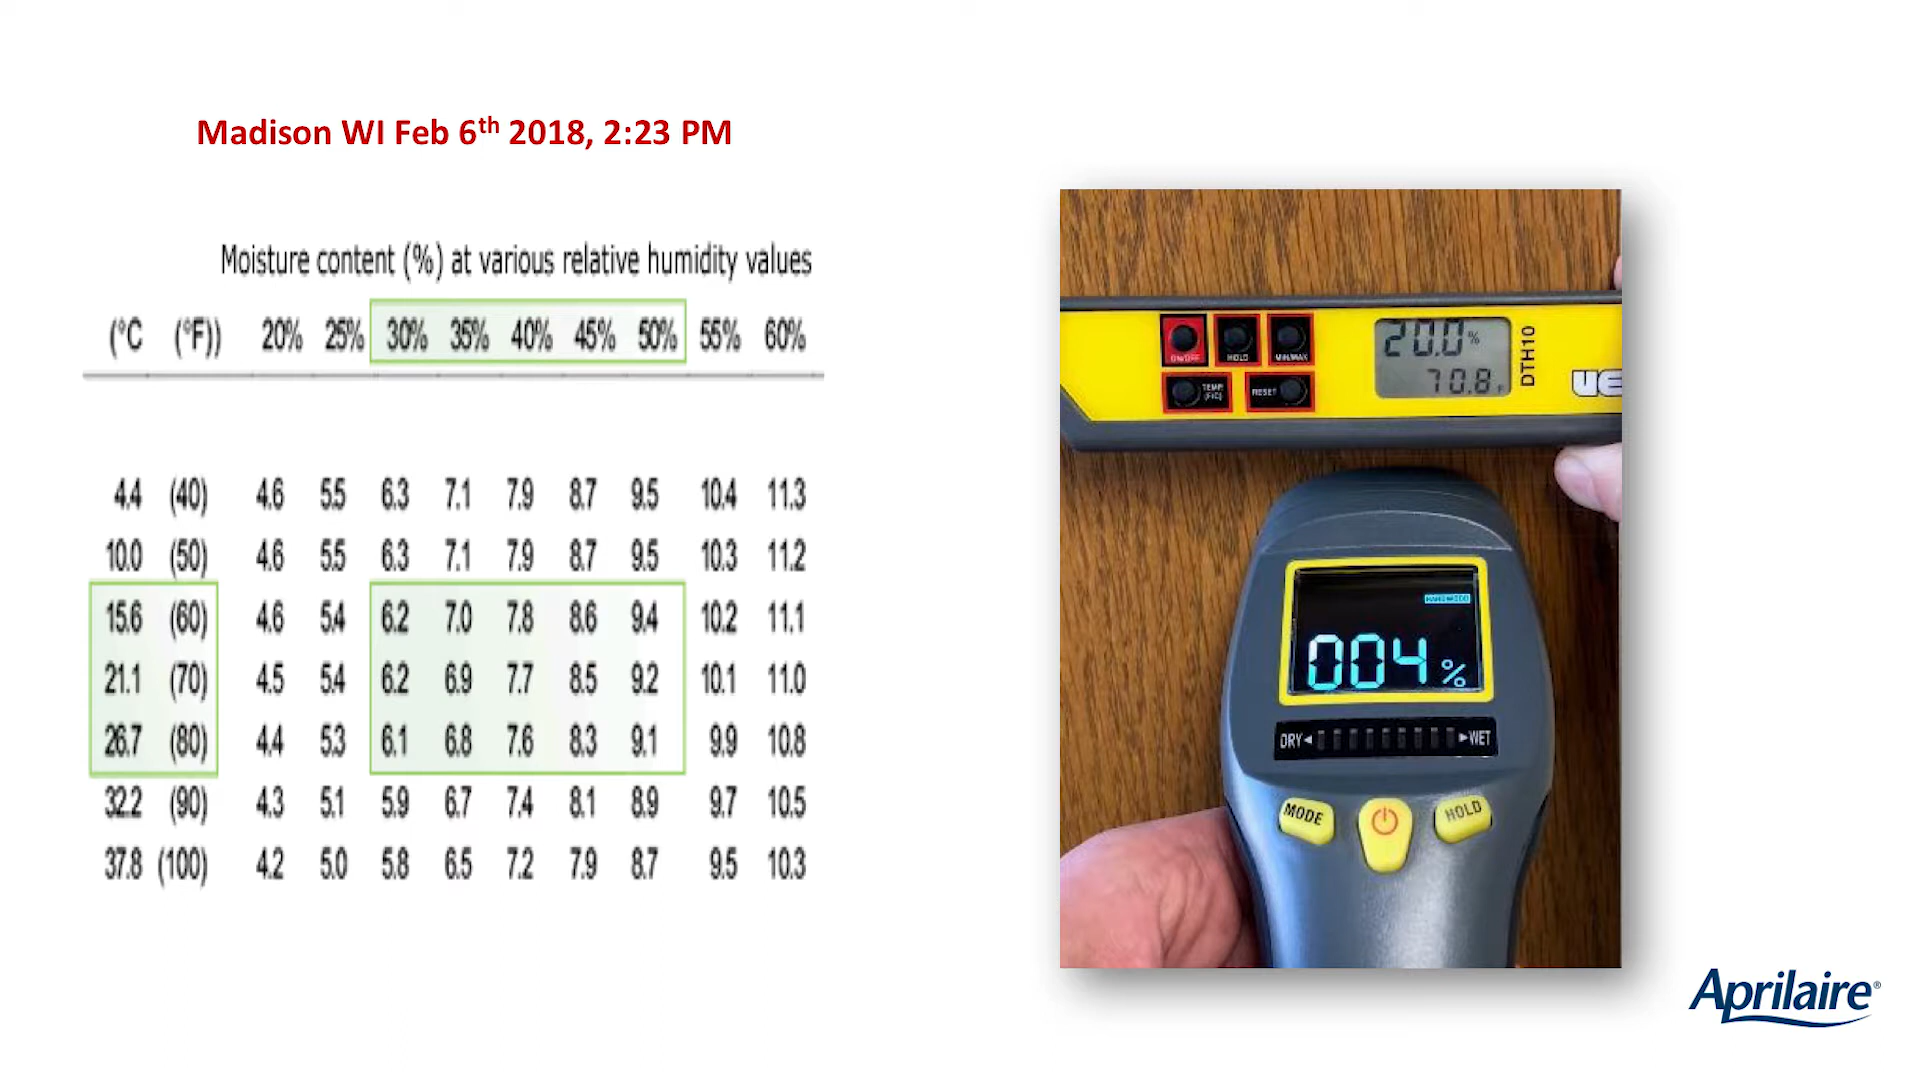 Madison WI Feb 6th 2018, 2:23 PM
Moisture content (%) at various relative humidity values
(°C (°F)) 20% 25% 30% 35% 40% 45% 50% 55% 60%
4.4 (40) 4.6 5.5 6.3 7.1 7.9 8.7 9.5 10.4 11.3
10.0 (50) 4.6 5.5 6.3 7.1 7.9 8.7 9.5 10.3 11.2
15.6 (60) 4.6 5.4 6.2 7.0 7.8 8.6 9.4 10.2 11.1
21.1 (70) 4.5 5.4 6.2 6.9 7.7 8.5 9.2 10.1 11.0
26.7 (80) 4.4 5.3 6.1 6.8 7.6 8.3 9.1 9.9 10.8
32.2 (90) 4.3 5.1 5.9 6.7 7.4 8.1 8.9 9.7 10.5
37.8 (100) 4.2 5.0 5.8 6.5 7.2 7.9 8.7 9.5 10.3
ON/OFF HOLD MIN/MAX
TEMP (F/C) RESET
20.0%
70.8 F
DTH10
UE
HARDWOOD
004%
DRY WET
MODE HOLD
Aprilaire®